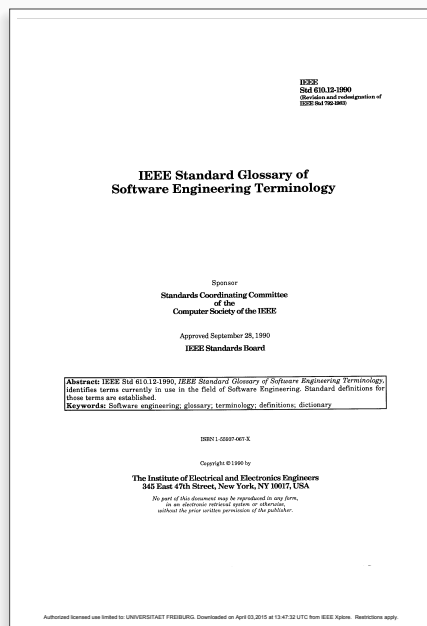 IEEE
Std 610.12-1990
(Revision and redesignation of
IEEE Std 792-1983)
IEEE Standard Glossary of
Software Engineering Terminology
Sponsor
Standards Coordinating Committee
of the
Computer Society of the IEEE
Approved September 28, 1990
IEEE Standards Board
Abstract: IEEE Std 610.12-1990, IEEE Standard Glossary of Software Engineering Terminology,
identifies terms currently in use in the field of Software Engineering. Standard definitions for
those terms are established.
Keywords: Software engineering; glossary; terminology; definitions; dictionary
ISBN 1-55937-067-X
Copyright © 1990 by
The Institute of Electrical and Electronics Engineers
345 East 47th Street, New York, NY 10017, USA
No part of this document may be reproduced in any form,
in an electronic retrieval system or otherwise,
without the prior written permission of the publisher.
Authorized licensed use limited to: UNIVERSITAET FREIBURG. Downloaded on April 03,2015 at 13:47:32 UTC from IEEE Xplore. Restrictions apply.